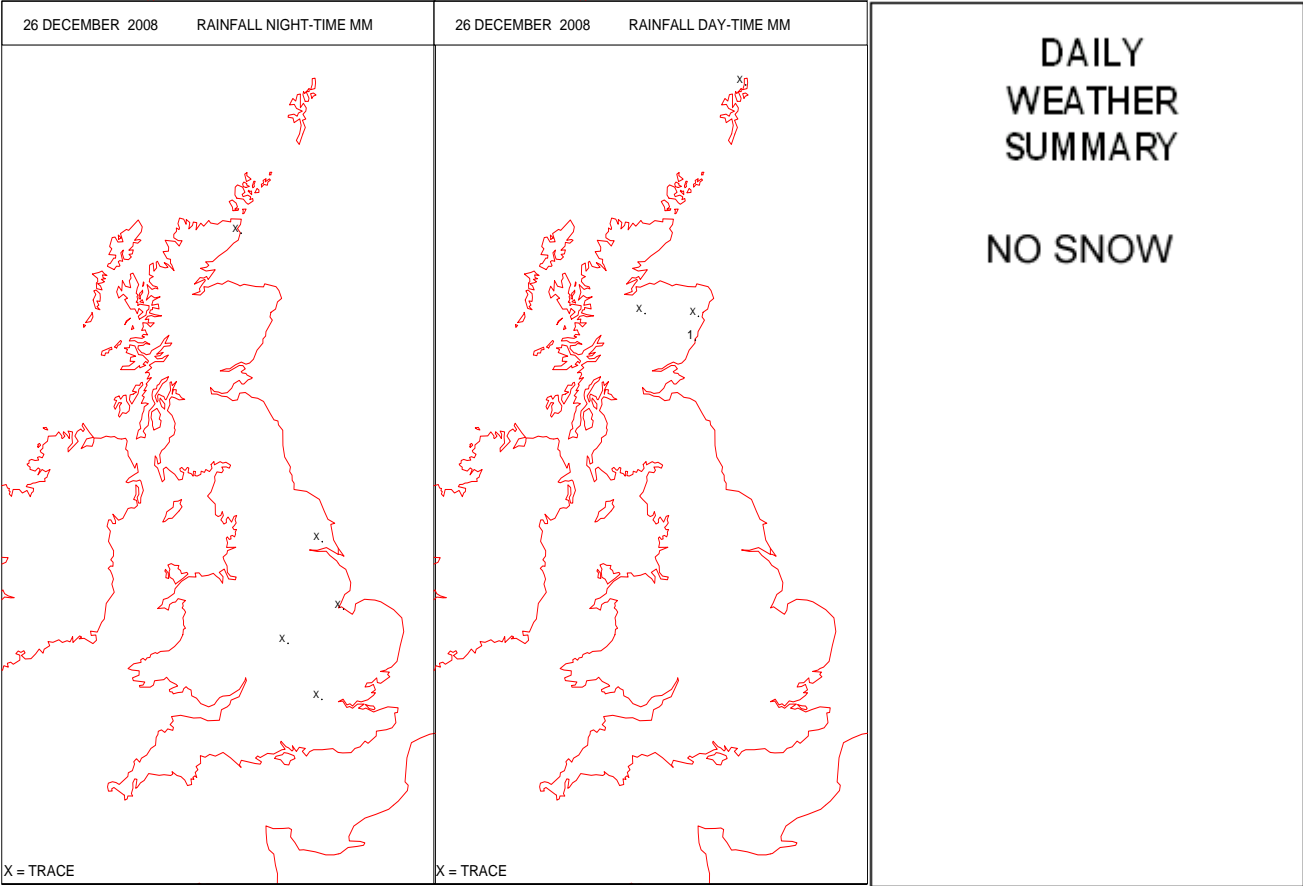 26 DECEMBER 2008 RAINFALL NIGHT-TIME MM
X.
X.
X.
X.
X.
X = TRACE
26 DECEMBER 2008 RAINFALL DAY-TIME MM
X.
X.
X.
1.
X = TRACE
DAILY
WEATHER
SUMMARY
NO SNOW